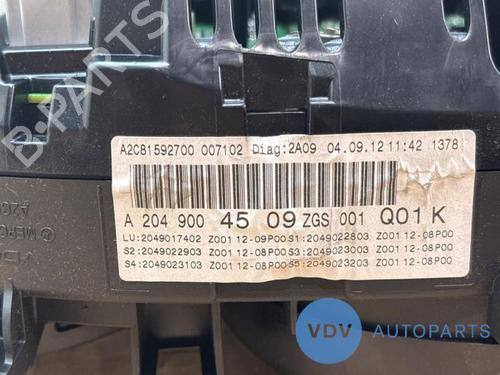 A2C81592700 007102 Diag:2A09 04.09.12 11:42 1378
A 204 900 45 09 ZGS 001 Q01 K
LU:2049017402 Z001 12-09P00 S1:2049022803 Z001 12-08P00
S2:2049022903 Z001 12-08P00 S3:2049023003 Z001 12-08P00
S4:2049023103 Z001 12-08P00 S5:2049023203 Z001 12-08P00
B-PARTS
VDV AUTOPARTS